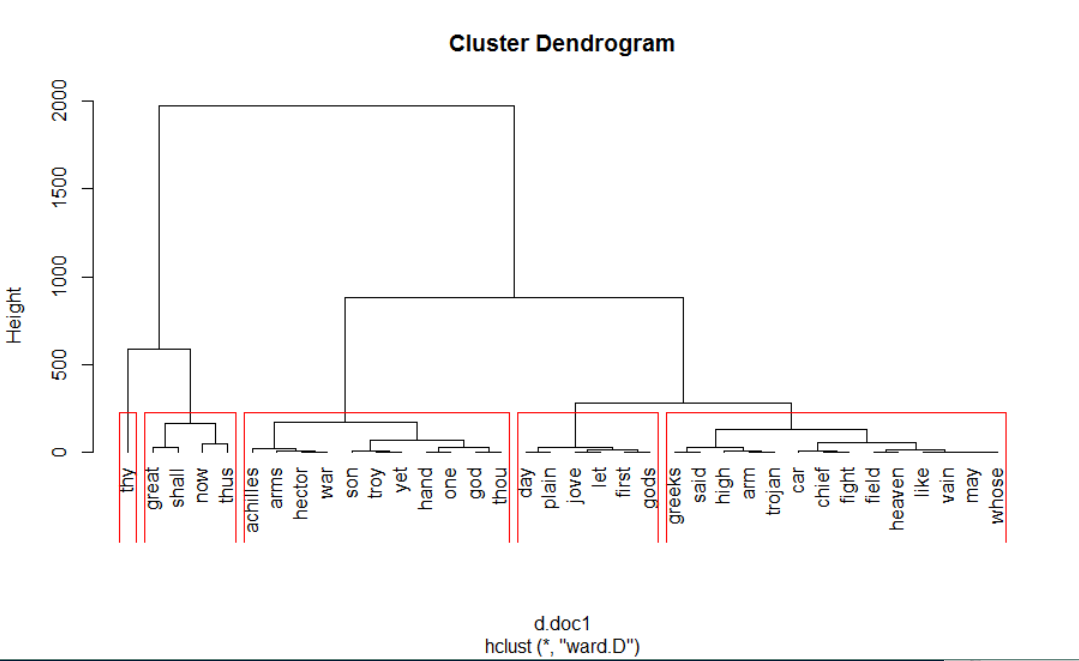 Cluster Dendrogram
Height
2000
1500
1000
500
0
thy
great
shall
now
thus
achilles
arms
hector
war
son
troy
yet
hand
one
god
thou
day
plain
jove
let
first
gods
greeks
said
high
arm
trojan
car
chief
fight
field
heaven
like
vain
may
whose
d.doc1
hclust (*, "ward.D")